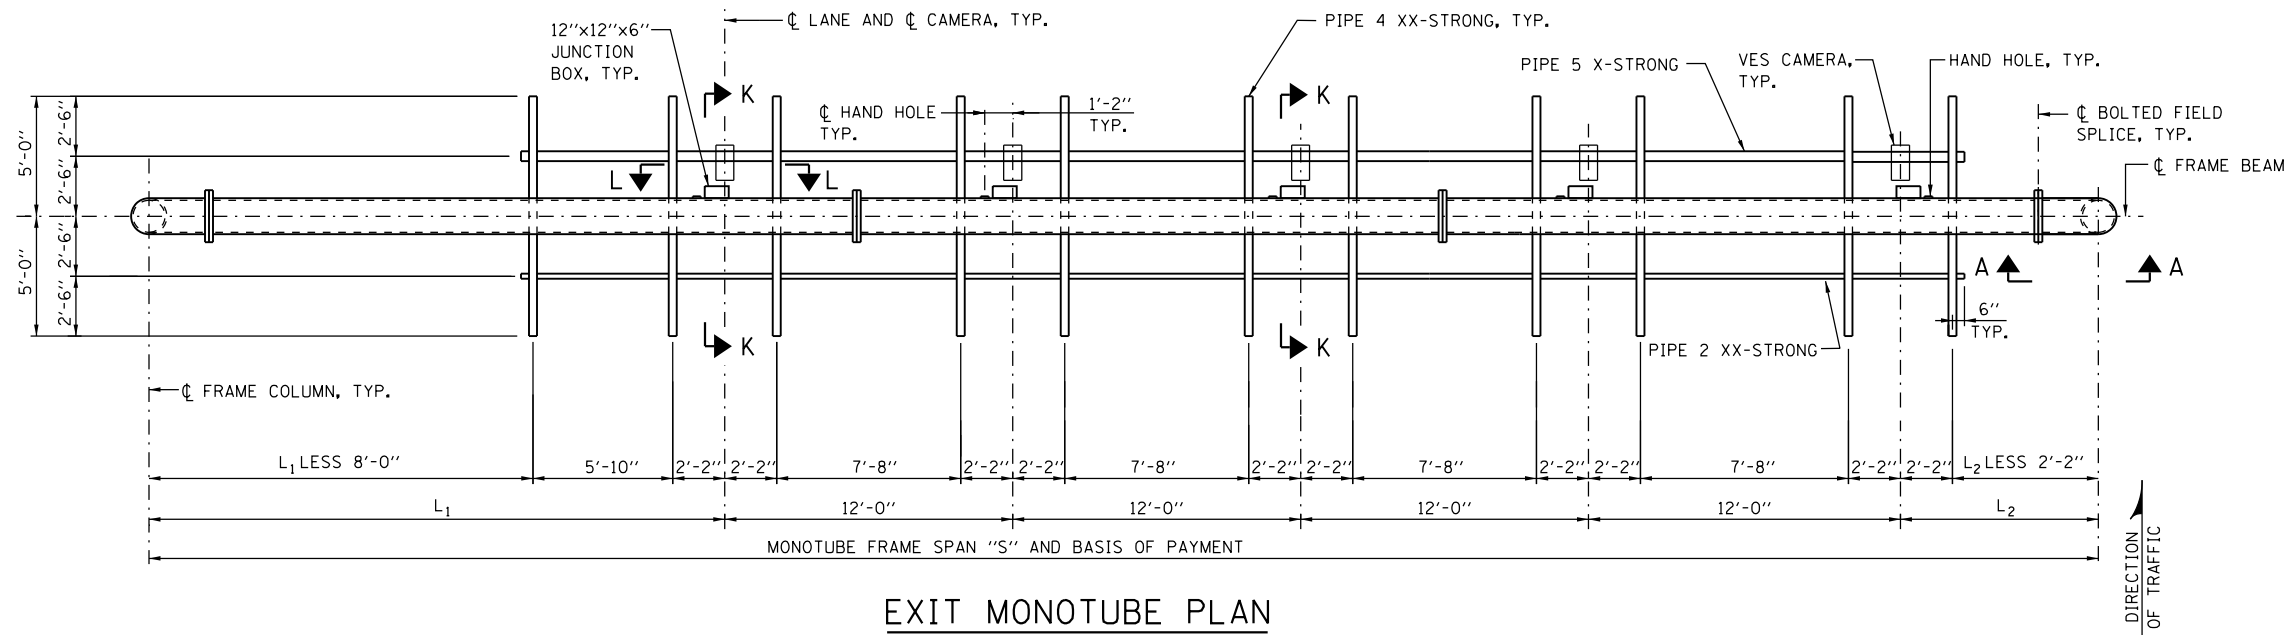 ℄ LANE AND ℄ CAMERA, TYP.
12"x12"x6"
JUNCTION
BOX, TYP.
PIPE 4 XX-STRONG, TYP.
PIPE 5 X-STRONG
VES CAMERA,
TYP.
HAND HOLE, TYP.
℄ HAND HOLE
TYP.
1'-2"
TYP.
℄ BOLTED FIELD
SPLICE, TYP.
℄ FRAME BEAM
K
K
L
L
5'-0"
2'-6"
2'-6"
5'-0"
2'-6"
2'-6"
A
A
6"
TYP.
PIPE 2 XX-STRONG
K
K
℄ FRAME COLUMN, TYP.
L₁ LESS 8'-0"
5'-10"
2'-2"
2'-2"
7'-8"
2'-2"
2'-2"
7'-8"
2'-2"
2'-2"
7'-8"
2'-2"
2'-2"
7'-8"
2'-2"
2'-2"
L₂ LESS 2'-2"
L₁
12'-0"
12'-0"
12'-0"
12'-0"
L₂
MONOTUBE FRAME SPAN "S" AND BASIS OF PAYMENT
DIRECTION
OF TRAFFIC
EXIT MONOTUBE PLAN